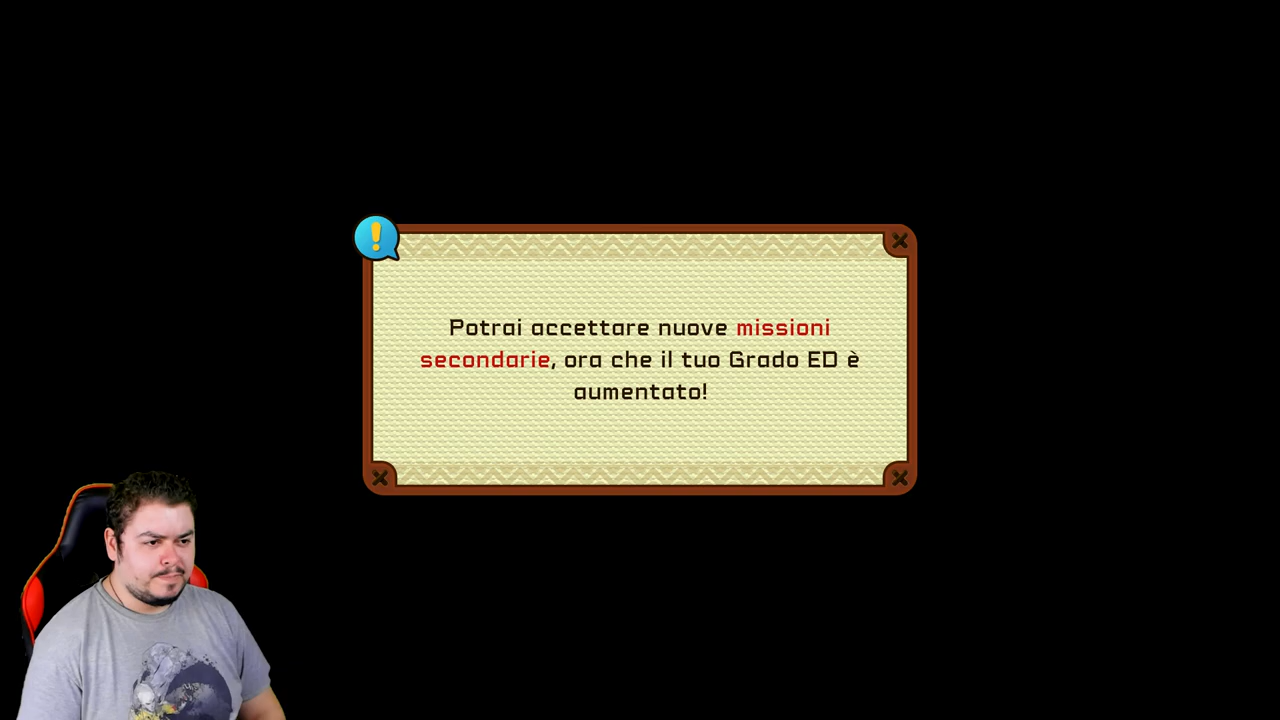 Potrai accettare nuove missioni
secondarie, ora che il tuo Grado ED è
aumentato!